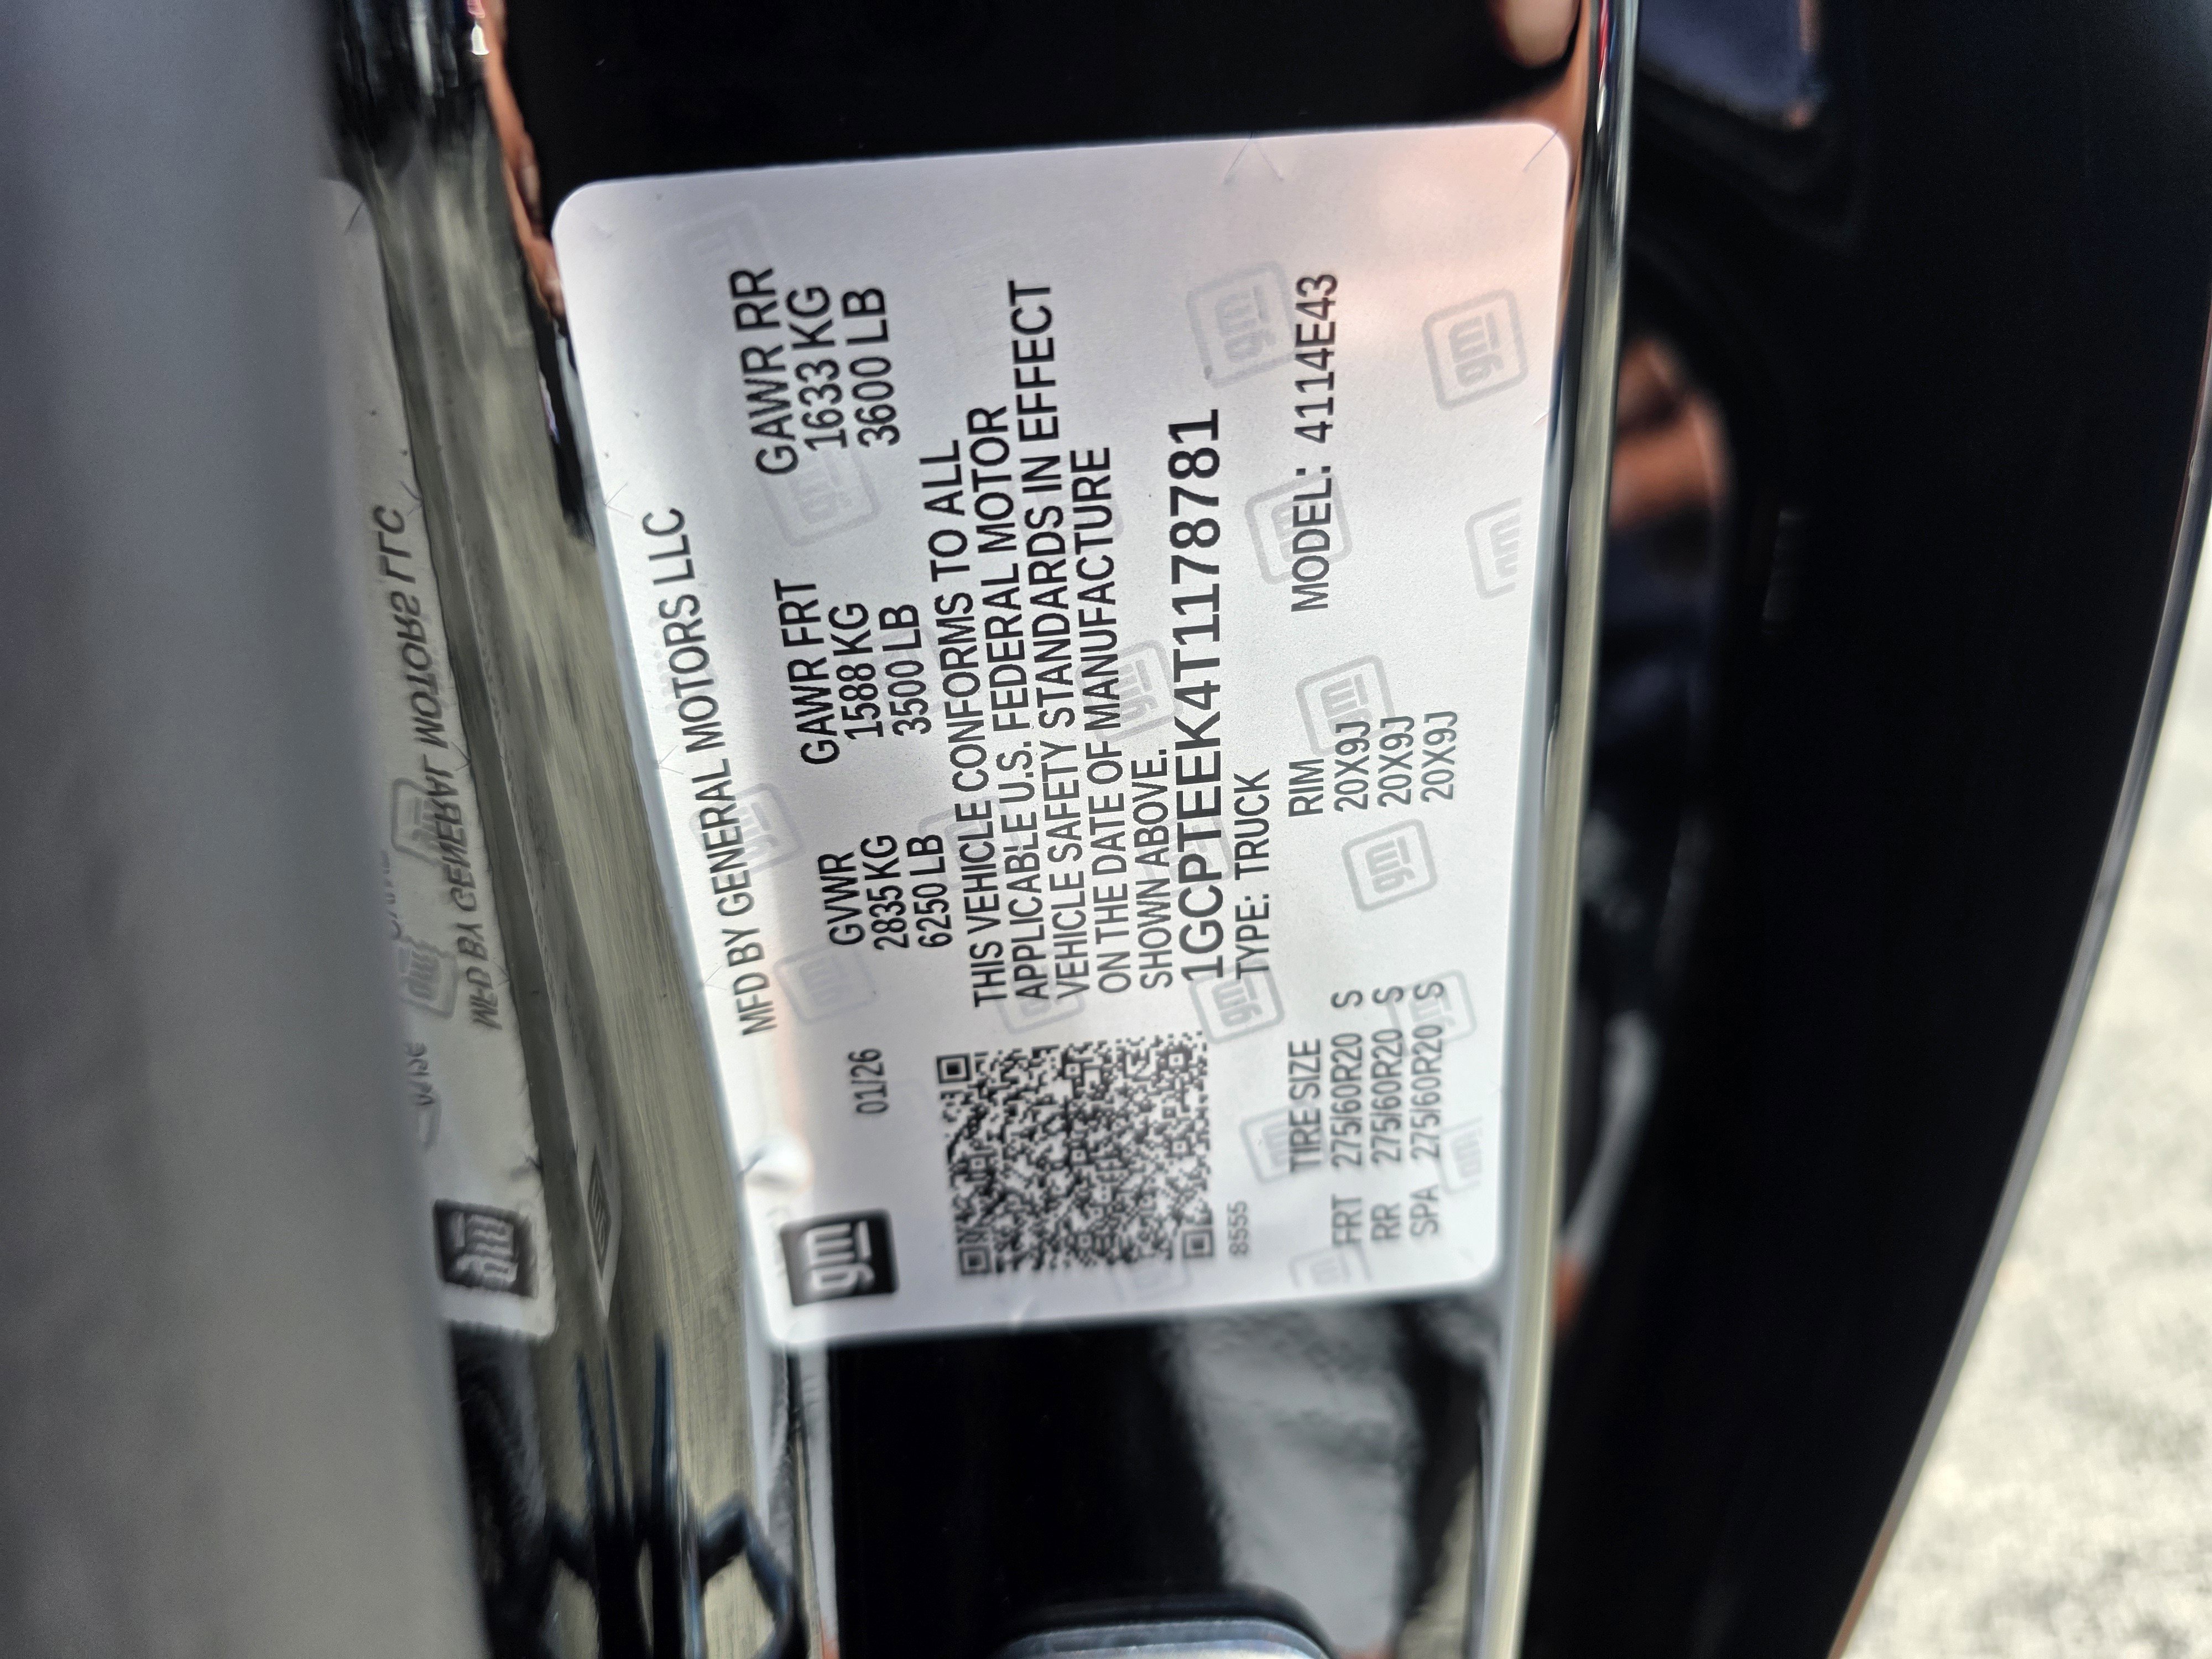 gm
MFD BY GENERAL MOTORS LLC
01/26
GVWR GAWR FRT GAWR RR
2835 KG 1588 KG 1633 KG
6250 LB 3500 LB 3600 LB
THIS VEHICLE CONFORMS TO ALL
APPLICABLE U.S. FEDERAL MOTOR
VEHICLE SAFETY STANDARDS IN EFFECT
ON THE DATE OF MANUFACTURE
SHOWN ABOVE.
1GCPTEEK4T1178781
TYPE: TRUCK
8555
TIRE SIZE RIM MODEL: 4114E43
FRT 275/60R20 S 20X9J
RR 275/60R20 S 20X9J
SPA 275/60R20 S 20X9J